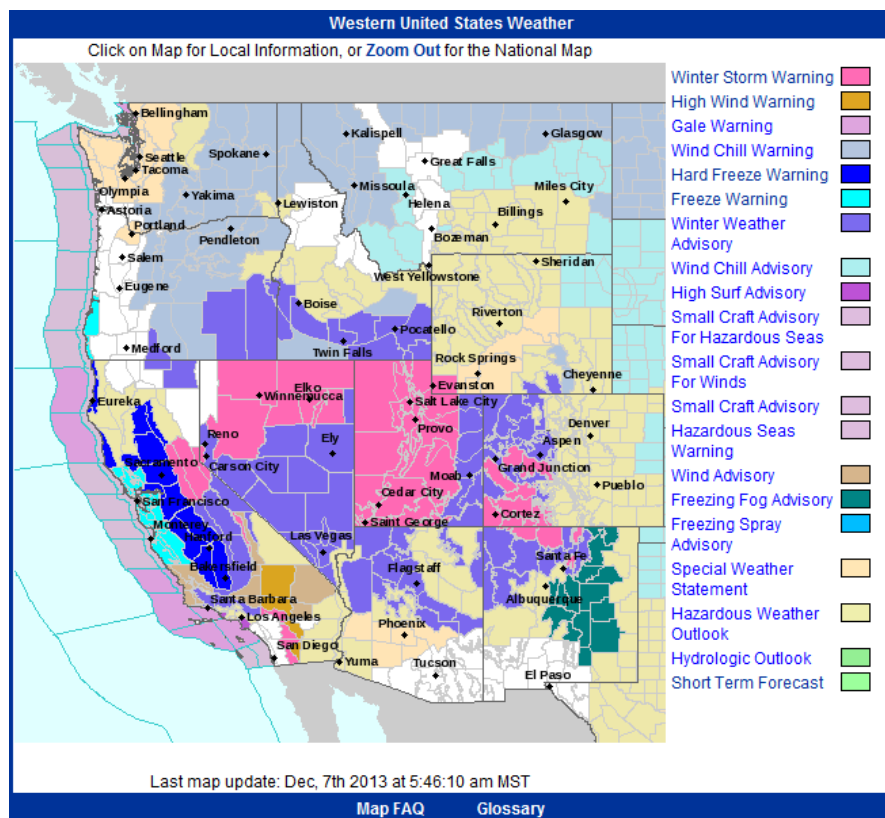 Western United States Weather
Click on Map for Local Information, or Zoom Out for the National Map
Bellingham
Seattle
Tacoma
Olympia
Spokane
Yakima
Astoria
Portland
Pendleton
Salem
Eugene
Medford
Kalispell
Glasgow
Great Falls
Missoula
Helena
Miles City
Lewiston
Billings
Bozeman
West Yellowstone
Sheridan
Boise
Riverton
Pocatello
Twin Falls
Rock Springs
Cheyenne
Evanston
Eureka
Elko
Winnemucca
Salt Lake City
Provo
Reno
Carson City
Ely
Denver
Aspen
Grand Junction
Moab
Pueblo
Sacramento
San Francisco
Cedar City
Saint George
Cortez
Monterey
Hanford
Las Vegas
Bakersfield
Flagstaff
Santa Fe
Albuquerque
Santa Barbara
Los Angeles
Phoenix
San Diego
Yuma
Tucson
El Paso
Winter Storm Warning
High Wind Warning
Gale Warning
Wind Chill Warning
Hard Freeze Warning
Freeze Warning
Winter Weather
Advisory
Wind Chill Advisory
High Surf Advisory
Small Craft Advisory
For Hazardous Seas
Small Craft Advisory
For Winds
Small Craft Advisory
Hazardous Seas
Warning
Wind Advisory
Freezing Fog Advisory
Freezing Spray
Advisory
Special Weather
Statement
Hazardous Weather
Outlook
Hydrologic Outlook
Short Term Forecast
Last map update: Dec, 7th 2013 at 5:46:10 am MST
Map FAQ Glossary